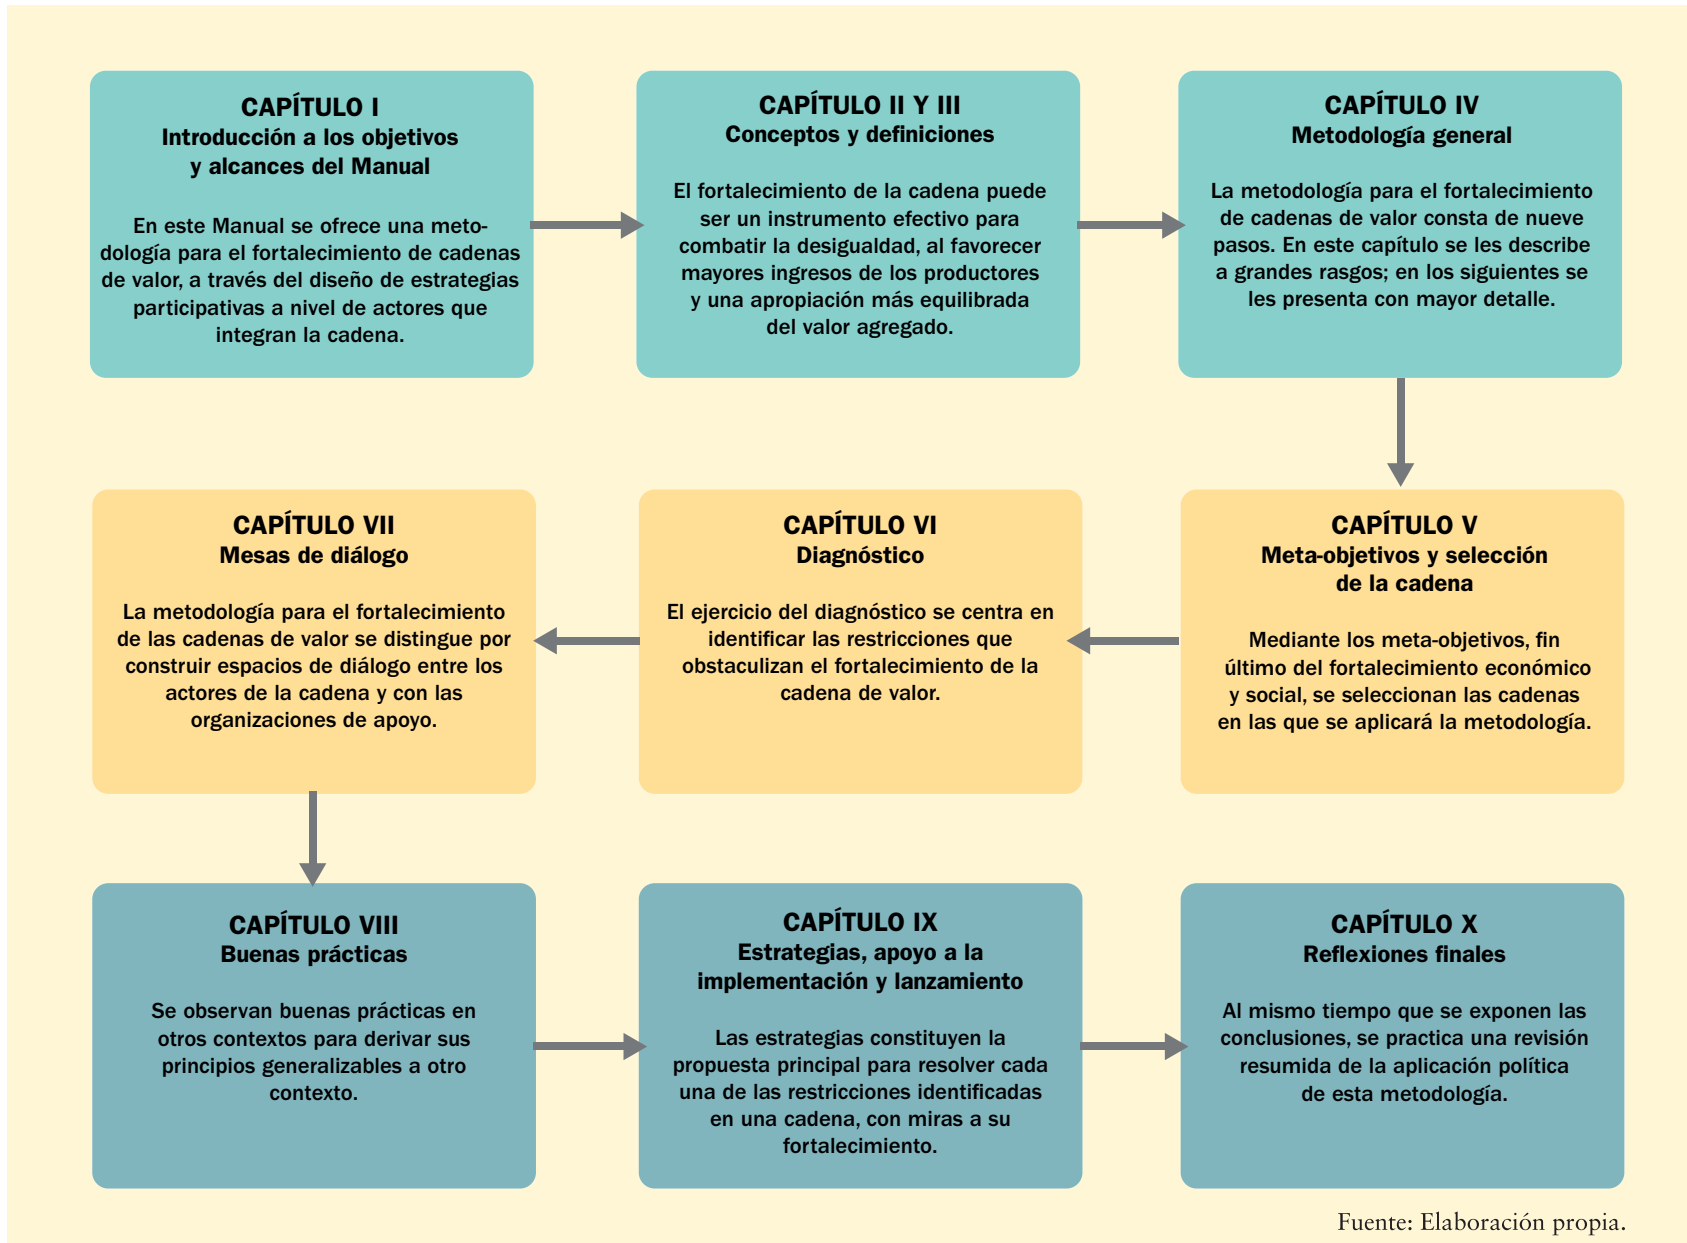 CAPÍTULO I
Introducción a los objetivos
y alcances del Manual
En este Manual se ofrece una meto-
dología para el fortalecimiento de cadenas
de valor, a través del diseño de estrategias
participativas a nivel de actores que
integran la cadena.
CAPÍTULO II Y III
Conceptos y definiciones
El fortalecimiento de la cadena puede
ser un instrumento efectivo para
combatir la desigualdad, al favorecer
mayores ingresos de los productores
y una apropiación más equilibrada
del valor agregado.
CAPÍTULO IV
Metodología general
La metodología para el fortalecimiento
de cadenas de valor consta de nueve
pasos. En este capítulo se les describe
a grandes rasgos; en los siguientes se
les presenta con mayor detalle.
CAPÍTULO V
Meta-objetivos y selección
de la cadena
Mediante los meta-objetivos, fin
último del fortalecimiento económico
y social, se seleccionan las cadenas
en las que se aplicará la metodología.
CAPÍTULO VI
Diagnóstico
El ejercicio del diagnóstico se centra en
identificar las restricciones que
obstaculizan el fortalecimiento de la
cadena de valor.
CAPÍTULO VII
Mesas de diálogo
La metodología para el fortalecimiento
de las cadenas de valor se distingue por
construir espacios de diálogo entre los
actores de la cadena y con las
organizaciones de apoyo.
CAPÍTULO VIII
Buenas prácticas
Se observan buenas prácticas en
otros contextos para derivar sus
principios generalizables a otro
contexto.
CAPÍTULO IX
Estrategias, apoyo a la
implementación y lanzamiento
Las estrategias constituyen la
propuesta principal para resolver cada
una de las restricciones identificadas
en una cadena, con miras a su
fortalecimiento.
CAPÍTULO X
Reflexiones finales
Al mismo tiempo que se exponen las
conclusiones, se practica una revisión
resumida de la aplicación política
de esta metodología.
Fuente: Elaboración propia.